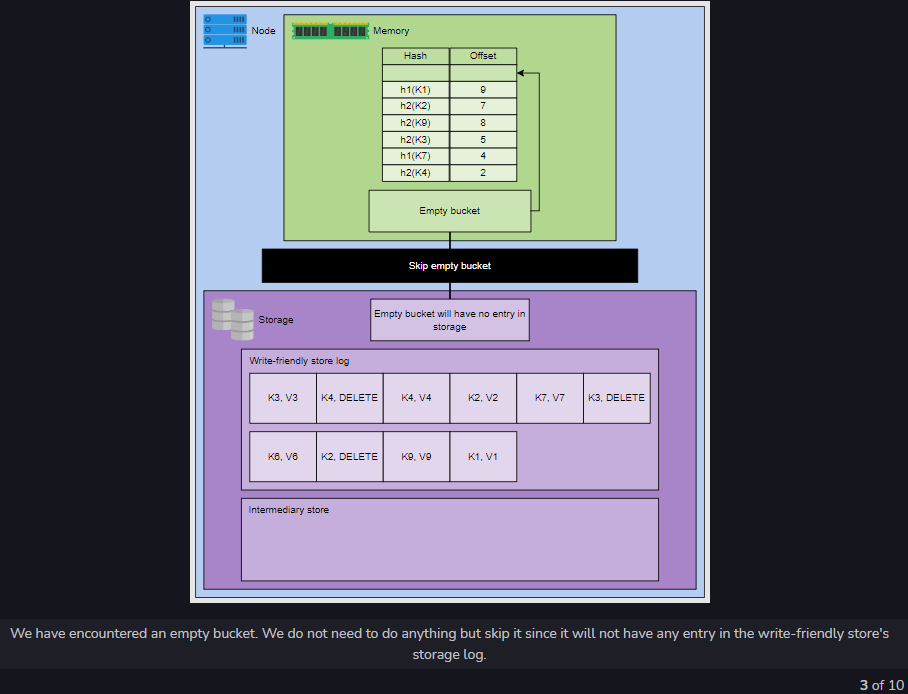 Node
Memory
Hash Offset
h1(K1) 9
h2(K2) 7
h2(K9) 8
h2(K3) 5
h1(K7) 4
h2(K4) 2
Empty bucket
Skip empty bucket
Storage
Empty bucket will have no entry in
storage
Write-friendly store log
K3, V3 K4, DELETE K4, V4 K2, V2 K7, V7 K3, DELETE
K6, V6 K2, DELETE K9, V9 K1, V1
Intermediary store
We have encountered an empty bucket. We do not need to do anything but skip it since it will not have any entry in the write-friendly store's
storage log.
3 of 10